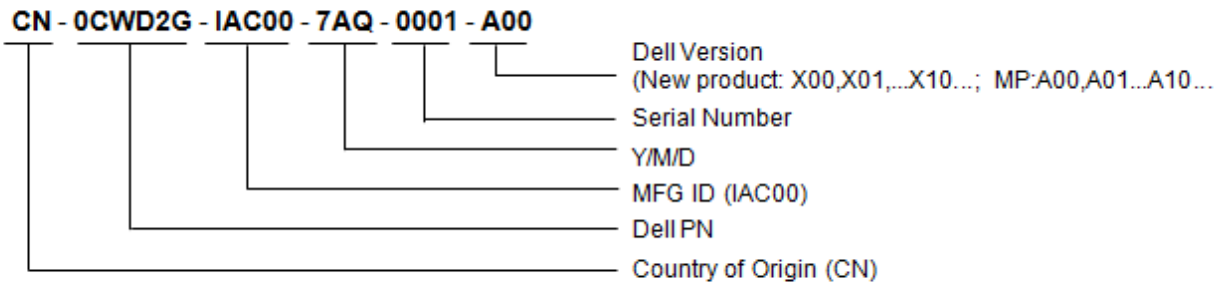 CN - 0CWD2G - IAC00 - 7AQ - 0001 - A00
Dell Version
(New product: X00,X01,...X10...; MP:A00,A01...A10...
Serial Number
Y/M/D
MFG ID (IAC00)
Dell PN
Country of Origin (CN)